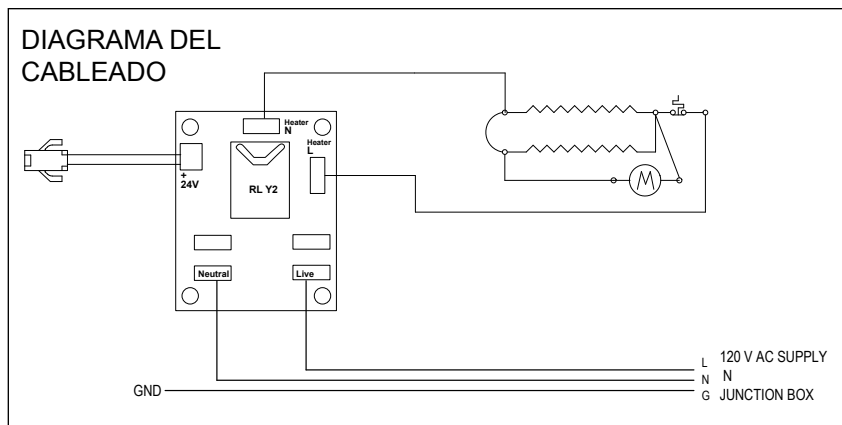 DIAGRAMA DEL
CABLEADO
Heater
N
Heater
L
+
24V
RL Y2
Neutral
Live
M
L 120 V AC SUPPLY
N N
GND
G JUNCTION BOX